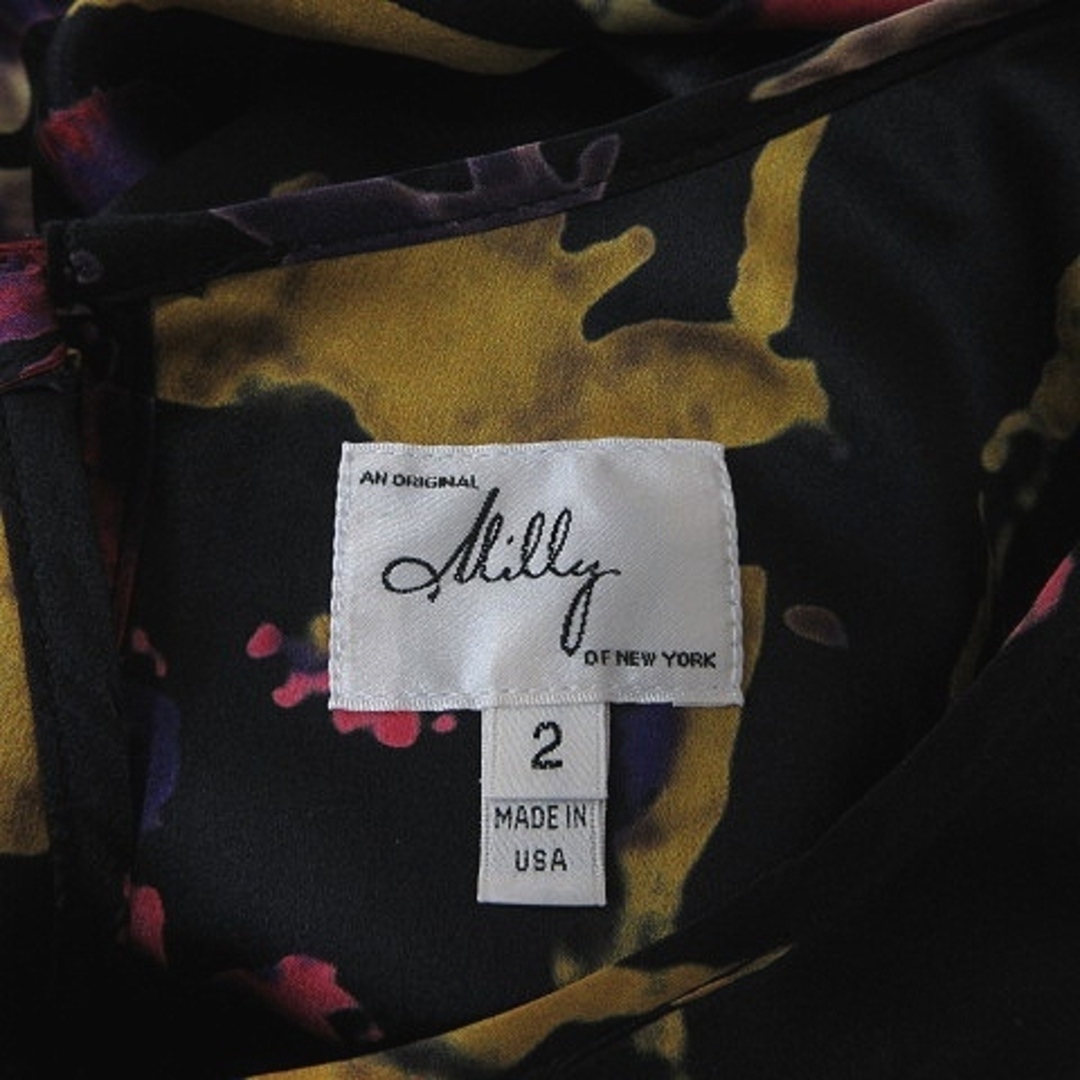 AN ORIGINAL
Milly
OF NEW YORK
2
MADE IN
USA